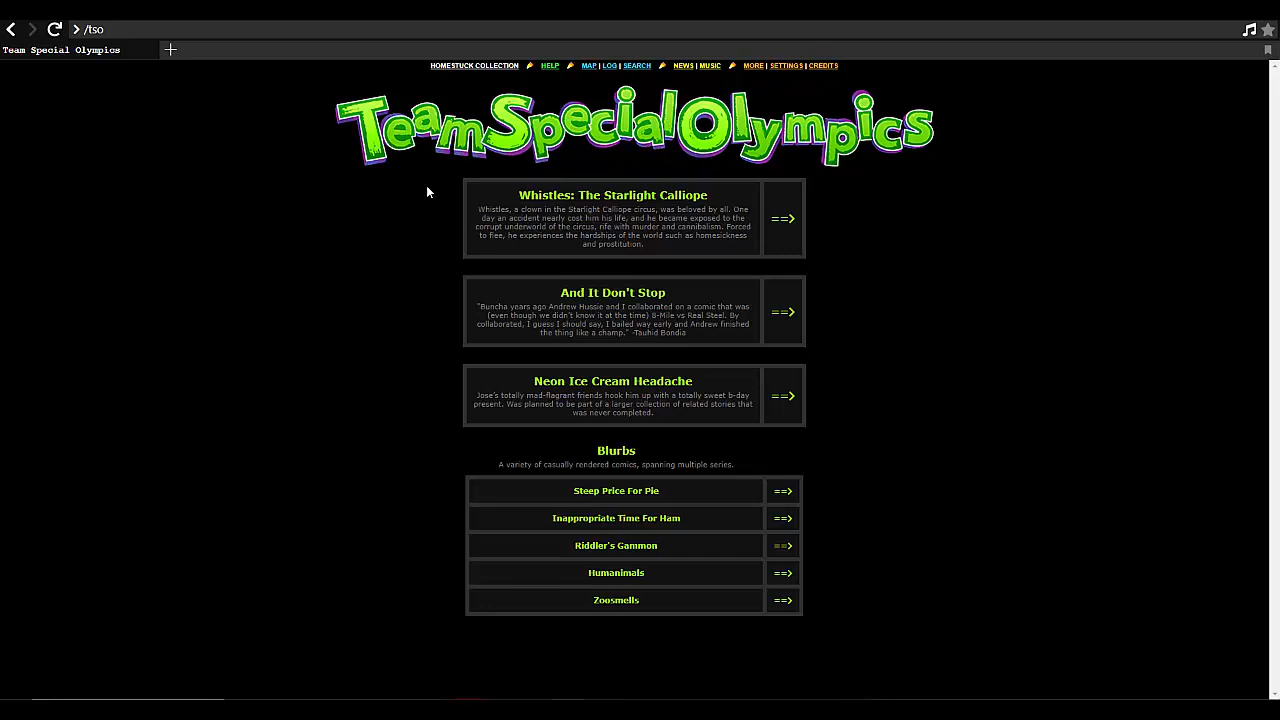 /tso
Team Special Olympics
HOMESTUCK COLLECTION HELP MAP | LOG | SEARCH NEWS | MUSIC MORE | SETTINGS | CREDITS
Team Special Olympics
Whistles: The Starlight Calliope
Whistles, a clown in the Starlight Calliope circus, was beloved by all. One
day an accident nearly cost him his life, and he became exposed to the
corrupt underworld of the circus, rife with murder and cannibalism. Forced
to flee, he experiences the hardships of the world such as homesickness
and prostitution.
==>
And It Don't Stop
"Buncha years ago Andrew Hussie and I collaborated on a comic that was
(even though we didn't know it at the time) 8-Mile vs Real Steel. By
collaborated, I guess I should say, I bailed way early and Andrew finished
the thing like a champ." -Tauhid Bondia
==>
Neon Ice Cream Headache
Jose's totally mad-flagrant friends hook him up with a totally sweet b-day
present. Was planned to be part of a larger collection of related stories that
was never completed.
==>
Blurbs
A variety of casually rendered comics, spanning multiple series.
Steep Price For Pie ==>
Inappropriate Time For Ham ==>
Riddler's Gammon ==>
Humanimals ==>
Zoosmells ==>